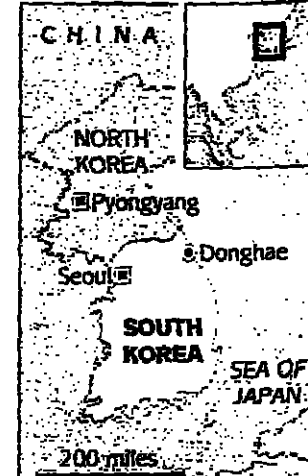 CHINA
NORTH
KOREA
Pyongyang
Donghae
Seoul
SOUTH
KOREA
SEA OF
JAPAN
200 miles